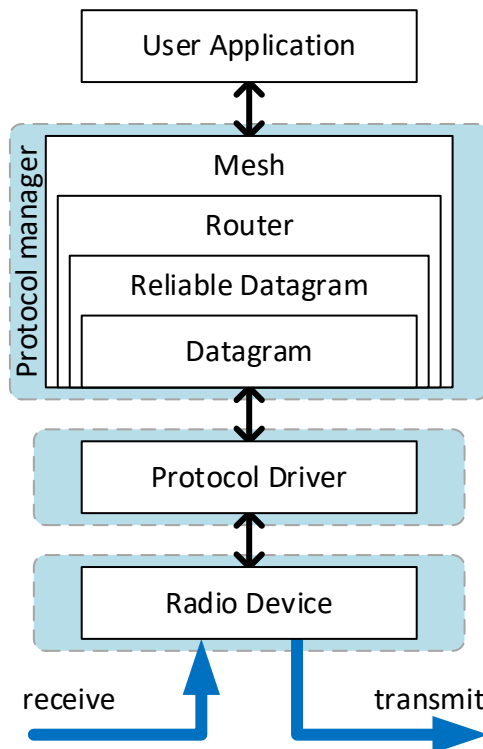 User Application
Protocol manager
Mesh
Router
Reliable Datagram
Datagram
Protocol Driver
Radio Device
receive
transmit